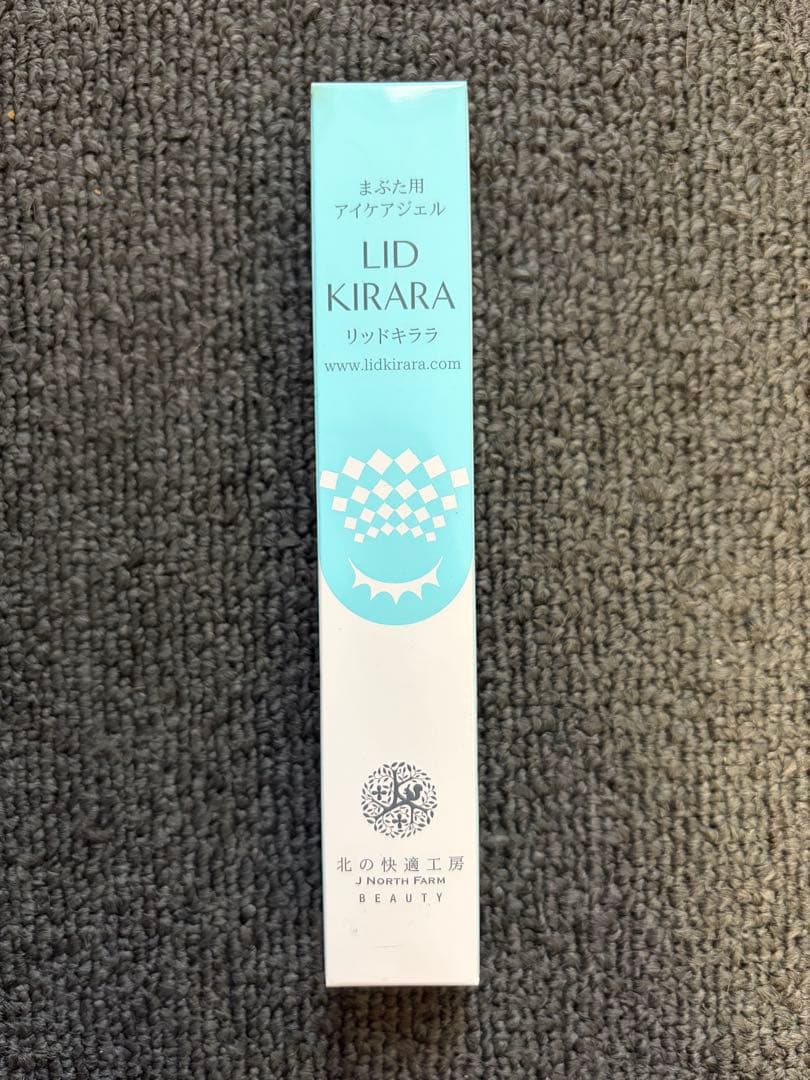 まぶた用
アイケアジェル
LID
KIRARA
リッドキララ
www.lidkirara.com
北の快適工房
J NORTH FARM
BEAUTY